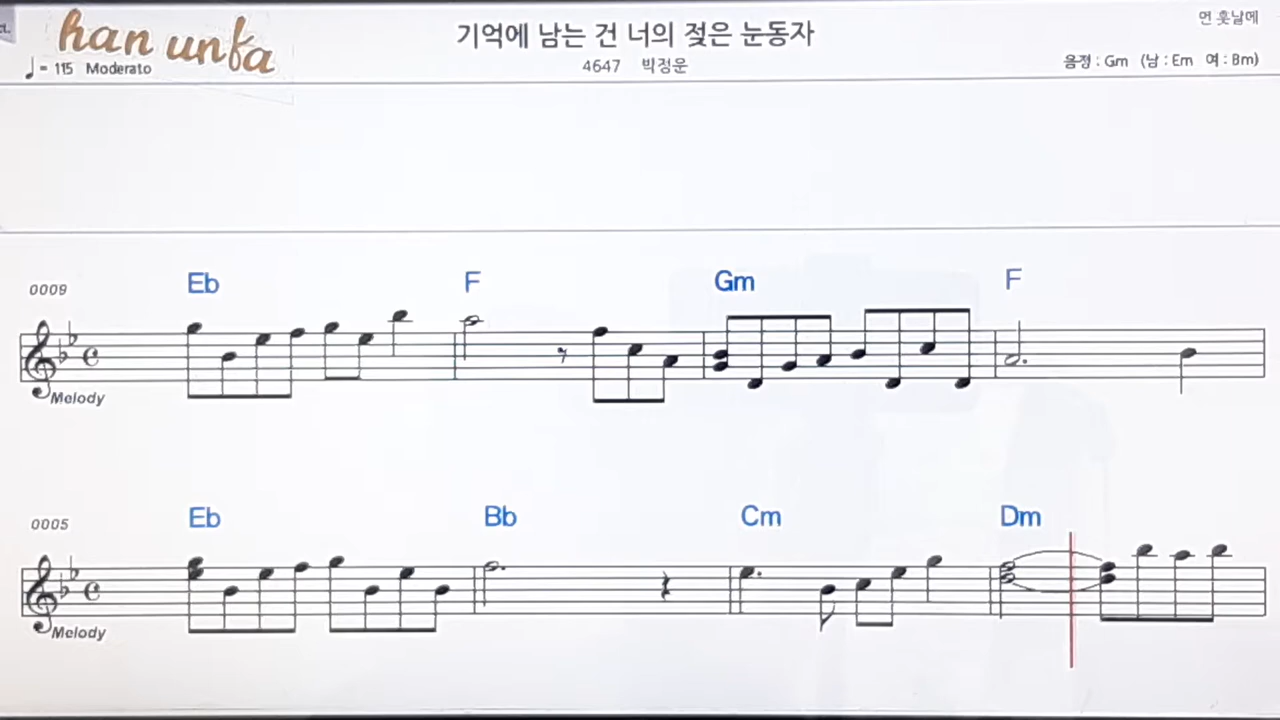 han unfa
♩= 115 Moderato
기억에 남는 건 너의 젖은 눈동자
4647 박정운
먼 훗날에
음정 : Gm (남 : Em 여 : Bm)
0009
Eb F Gm F
Melody
0005
Eb Bb Cm Dm
Melody